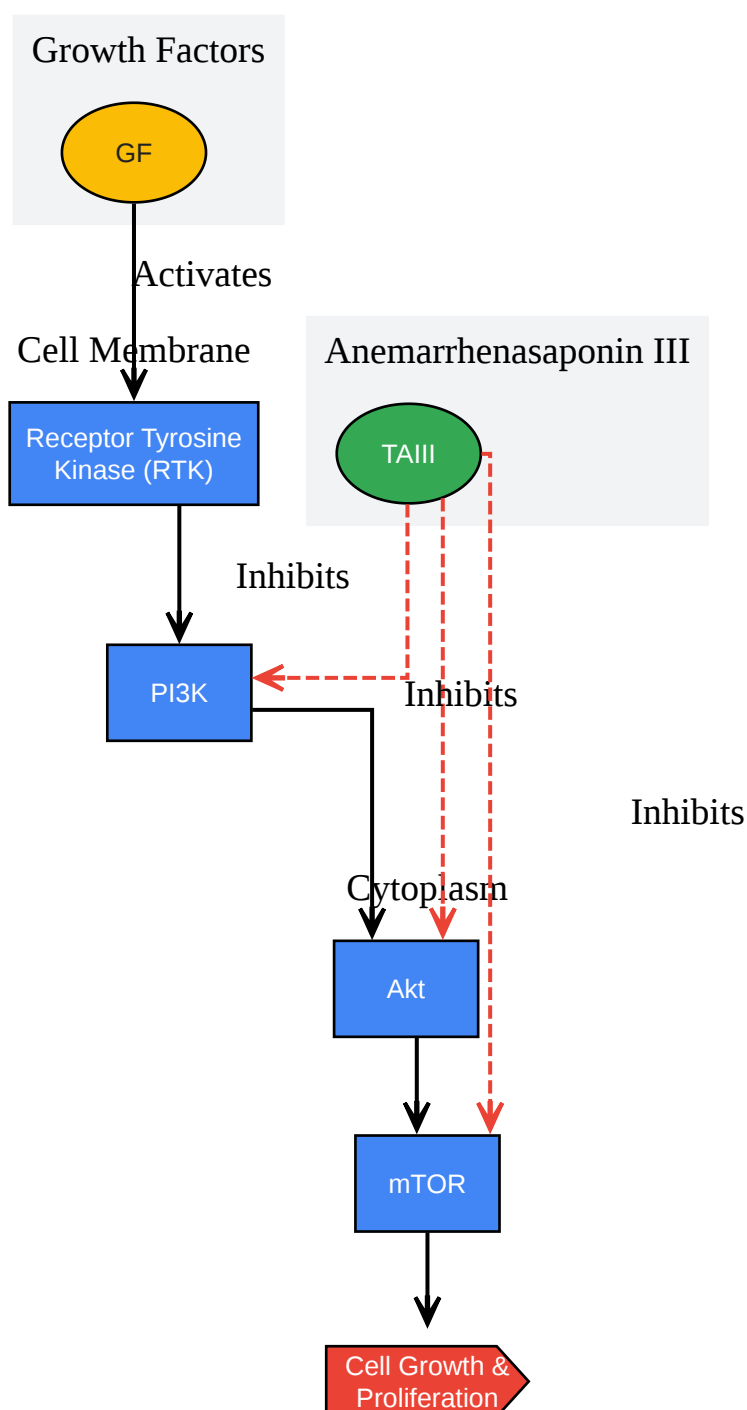 Growth Factors
GF
Activates
Cell Membrane
Anemarrhenasaponin III
Receptor Tyrosine
Kinase (RTK)
TAIII
Inhibits
PI3K
Inhibits
Inhibits
Cytoplasm
Akt
mTOR
Cell Growth &
Proliferation